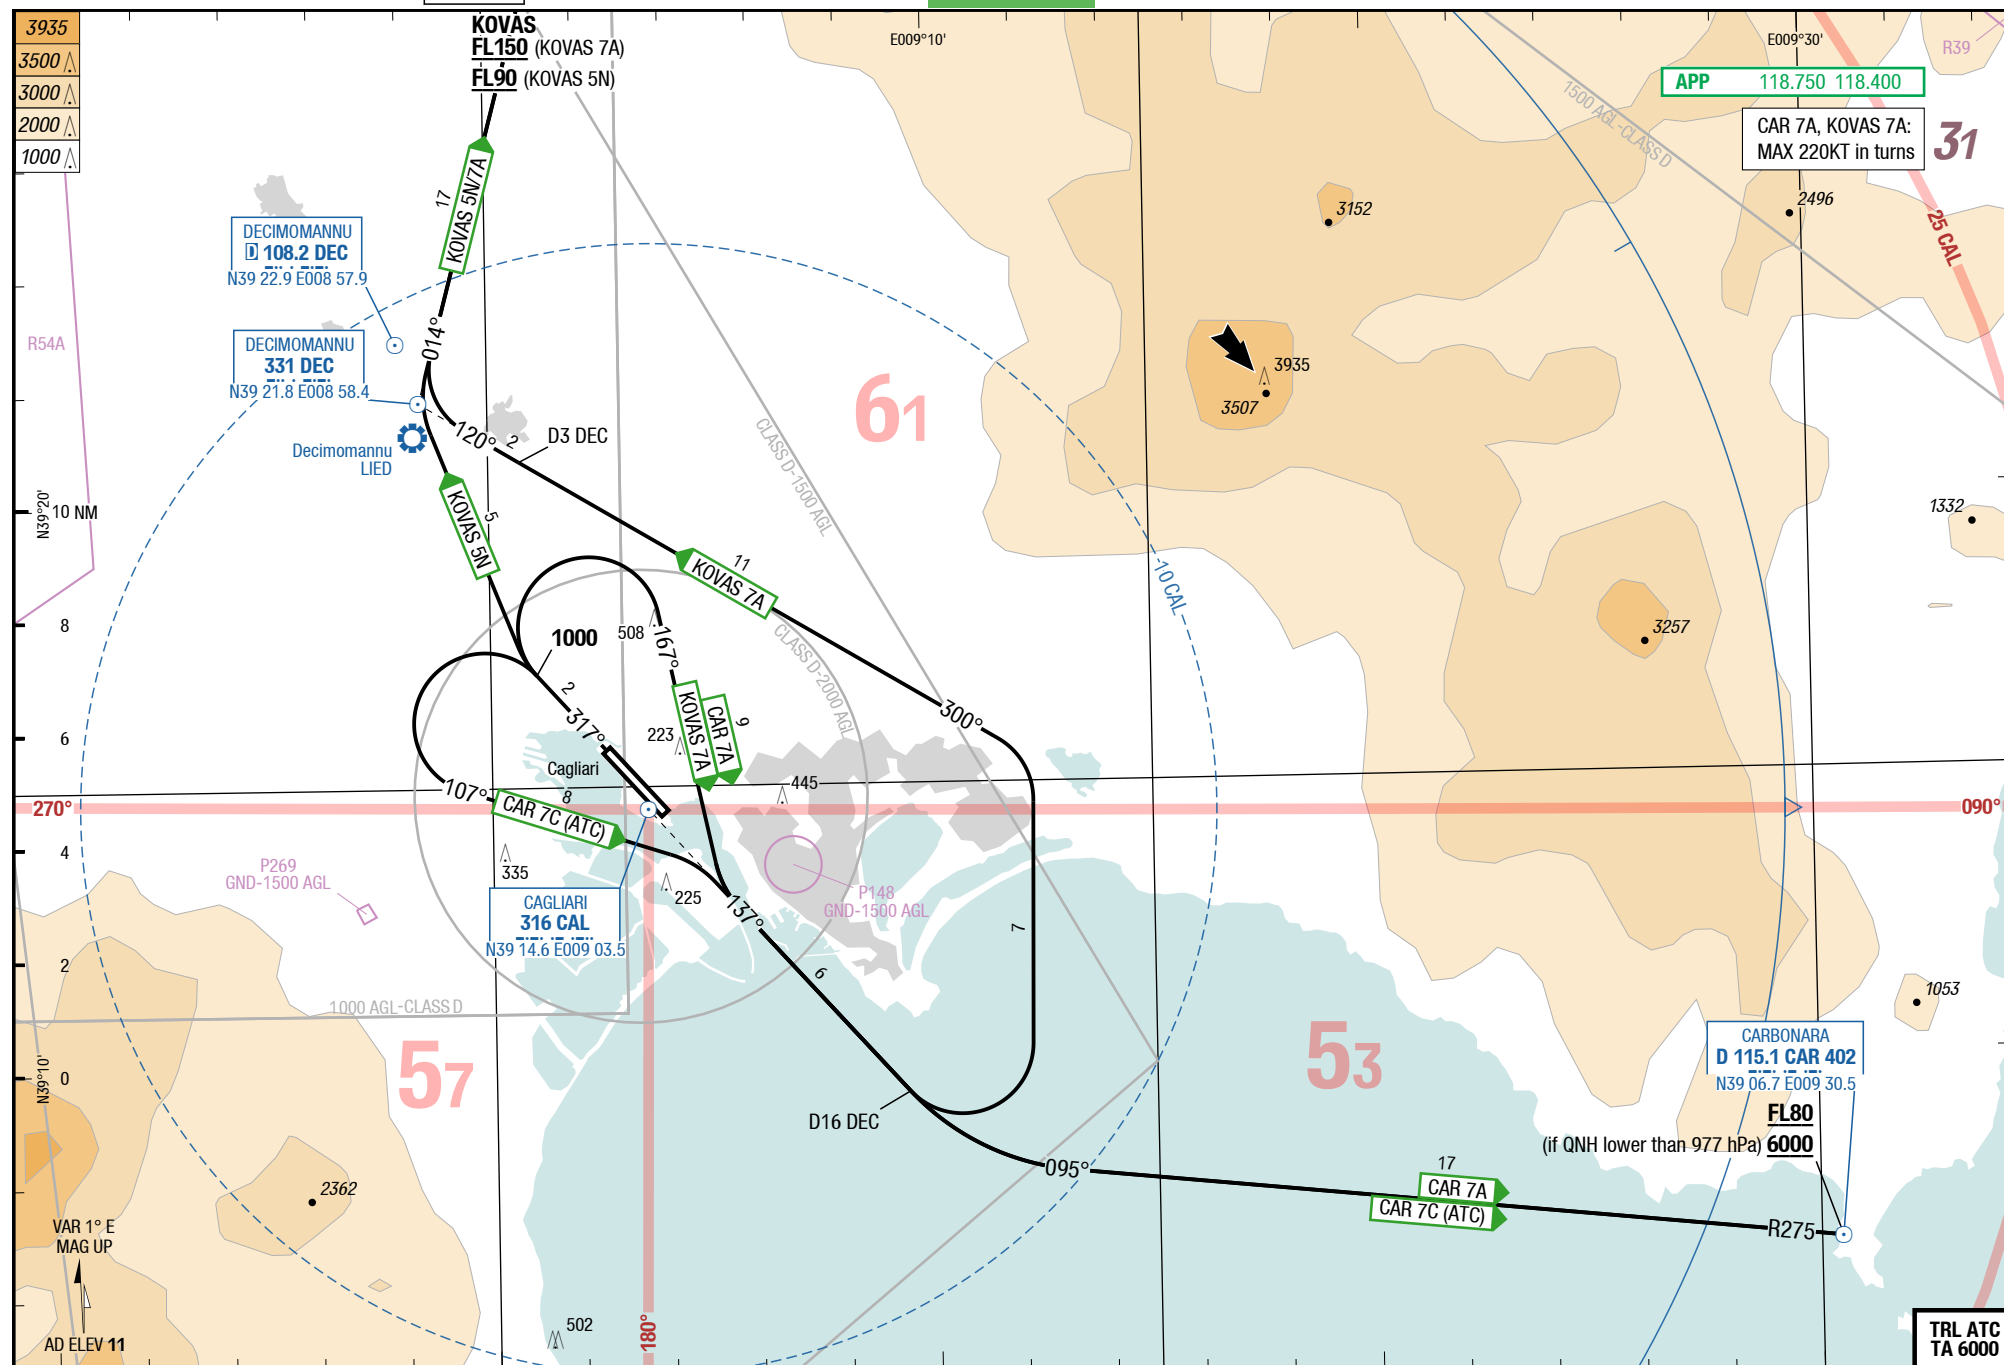 3935
3500
3000
2000
1000
KOVAS
FL150 (KOVAS 7A)
FL90 (KOVAS 5N)
E009°10'
E009°30'
R39
APP 118.750 118.400
CAR 7A, KOVAS 7A:
MAX 220KT in turns
31
1500 AGL-CLASS D
25 CAL
2496
3152
17
KOVAS 5N/7A
DECIMOMANNU
D 108.2 DEC
N39 22.9 E008 57.9
014°
R54A
DECIMOMANNU
331 DEC
N39 21.8 E008 58.4
3935
3507
61
Decimomannu
LIED
120°
2
D3 DEC
CLASS D-1500 AGL
N39°20'
10 NM
KOVAS 5N
5
1332
11
KOVAS 7A
10 CAL
8
1000
508
167°
CLASS D-2000 AGL
3257
2
317°
300°
6
223
KOVAS 7A
CAR 7A
9
Cagliari
445
107°
8
CAR 7C (ATC)
270°
090°
4
335
P269
GND-1500 AGL
225
P148
GND-1500 AGL
CAGLIARI
316 CAL
N39 14.6 E009 03.5
137°
7
2
6
1000 AGL-CLASS D
1053
57
53
N39°10'
0
CARBONARA
D 115.1 CAR 402
N39 06.7 E009 30.5
D16 DEC
FL80
(if QNH lower than 977 hPa) 6000
095°
17
CAR 7A
CAR 7C (ATC)
R275
2362
VAR 1° E
MAG UP
AD ELEV 11
502
180°
TRL ATC
TA 6000